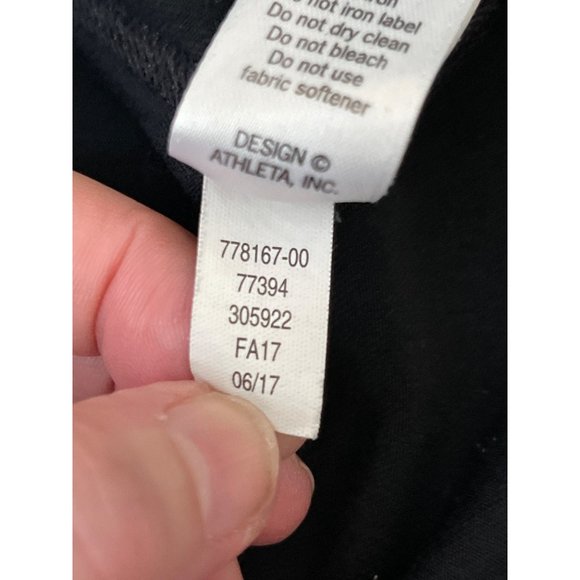 not iron label
Do not dry clean
Do not bleach
Do not use
fabric softener
DESIGN ©
ATHLETA, INC.
778167-00
77394
305922
FA17
06/17